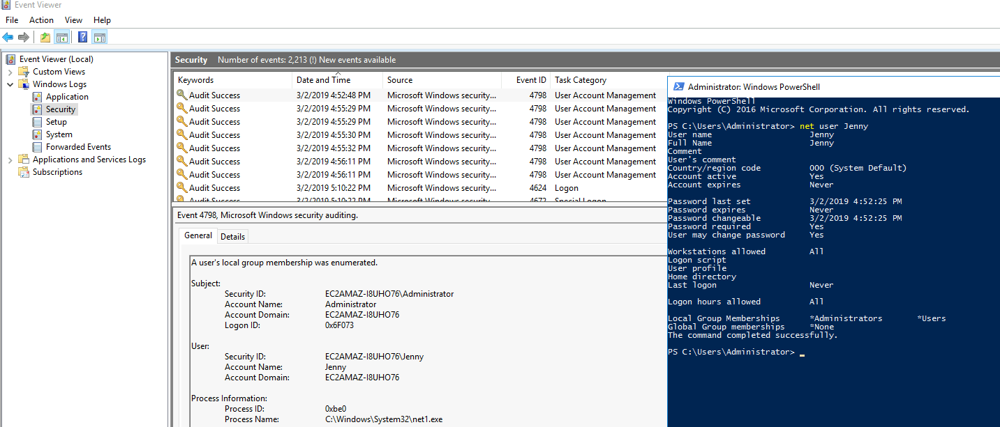 Event Viewer
File Action View Help
Event Viewer (Local)
Custom Views
Windows Logs
Application
Security
Setup
System
Forwarded Events
Applications and Services Logs
Subscriptions
Security Number of events: 2,213 (!) New events available
Keywords Date and Time Source Event ID Task Category
Audit Success 3/2/2019 4:52:48 PM Microsoft Windows security... 4798 User Account Management
Audit Success 3/2/2019 4:55:29 PM Microsoft Windows security... 4798 User Account Management
Audit Success 3/2/2019 4:55:29 PM Microsoft Windows security... 4798 User Account Management
Audit Success 3/2/2019 4:55:30 PM Microsoft Windows security... 4798 User Account Management
Audit Success 3/2/2019 4:55:32 PM Microsoft Windows security... 4798 User Account Management
Audit Success 3/2/2019 4:56:11 PM Microsoft Windows security... 4798 User Account Management
Audit Success 3/2/2019 4:56:11 PM Microsoft Windows security... 4798 User Account Management
Audit Success 3/2/2019 5:10:22 PM Microsoft Windows security... 4624 Logon
Audit Success 3/2/2019 5:10:22 PM Microsoft Windows security... 4672 Special Logon
Event 4798, Microsoft Windows security auditing.
General Details
A user's local group membership was enumerated.
Subject:
Security ID: EC2AMAZ-I8UHO76\Administrator
Account Name: Administrator
Account Domain: EC2AMAZ-I8UHO76
Logon ID: 0x6F073
User:
Security ID: EC2AMAZ-I8UHO76\Jenny
Account Name: Jenny
Account Domain: EC2AMAZ-I8UHO76
Process Information:
Process ID: 0xbe0
Process Name: C:\Windows\System32\net1.exe
Administrator: Windows PowerShell
Windows PowerShell
Copyright (C) 2016 Microsoft Corporation. All rights reserved.
PS C:\Users\Administrator> net user Jenny
User name Jenny
Full Name Jenny
Comment
User's comment
Country/region code 000 (System Default)
Account active Yes
Account expires Never
Password last set 3/2/2019 4:52:25 PM
Password expires Never
Password changeable 3/2/2019 4:52:25 PM
Password required Yes
User may change password Yes
Workstations allowed All
Logon script
User profile
Home directory
Last logon Never
Logon hours allowed All
Local Group Memberships *Administrators *Users
Global Group memberships *None
The command completed successfully.
PS C:\Users\Administrator> _